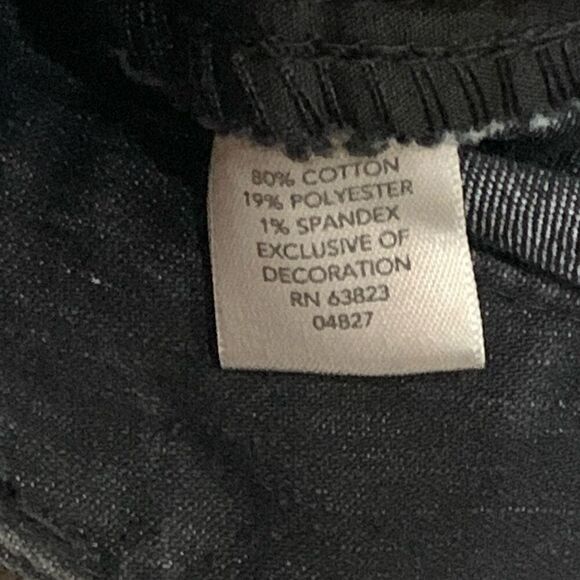 80% COTTON
19% POLYESTER
1% SPANDEX
EXCLUSIVE OF
DECORATION
RN 63823
04827